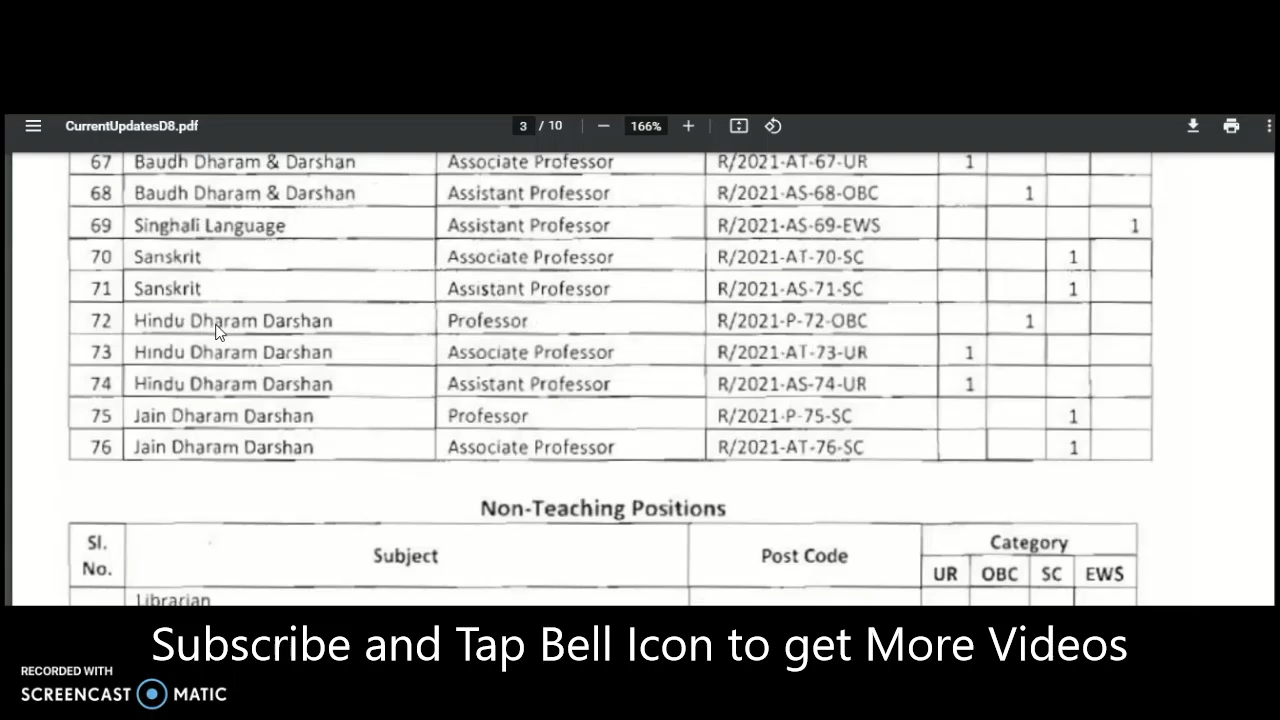 CurrentUpdatesD8.pdf 3 / 10 166%
67 Baudh Dharam & Darshan Associate Professor R/2021-AT-67-UR 1
68 Baudh Dharam & Darshan Assistant Professor R/2021-AS-68-OBC 1
69 Singhali Language Assistant Professor R/2021-AS-69-EWS 1
70 Sanskrit Associate Professor R/2021-AT-70-SC 1
71 Sanskrit Assistant Professor R/2021-AS-71-SC 1
72 Hindu Dharam Darshan Professor R/2021-P-72-OBC 1
73 Hindu Dharam Darshan Associate Professor R/2021-AT-73-UR 1
74 Hindu Dharam Darshan Assistant Professor R/2021-AS-74-UR 1
75 Jain Dharam Darshan Professor R/2021-P-75-SC 1
76 Jain Dharam Darshan Associate Professor R/2021-AT-76-SC 1
Non-Teaching Positions
Sl. No. Subject Post Code Category
UR OBC SC EWS
Librarian
Subscribe and Tap Bell Icon to get More Videos
RECORDED WITH
SCREENCAST MATIC